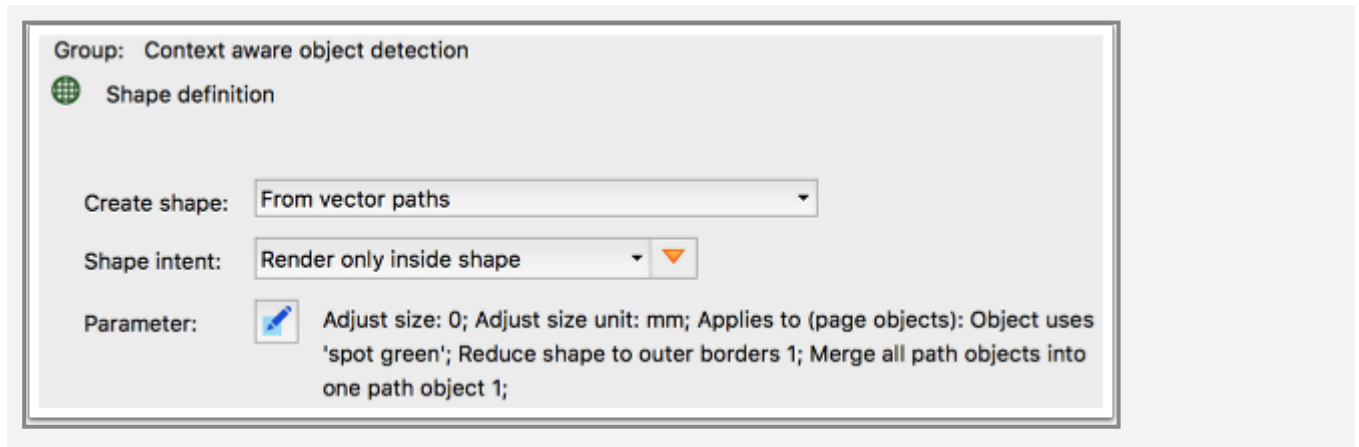 Group: Context aware object detection
Shape definition
Create shape: From vector paths
Shape intent: Render only inside shape
Parameter: Adjust size: 0; Adjust size unit: mm; Applies to (page objects): Object uses
'spot green'; Reduce shape to outer borders 1; Merge all path objects into
one path object 1;